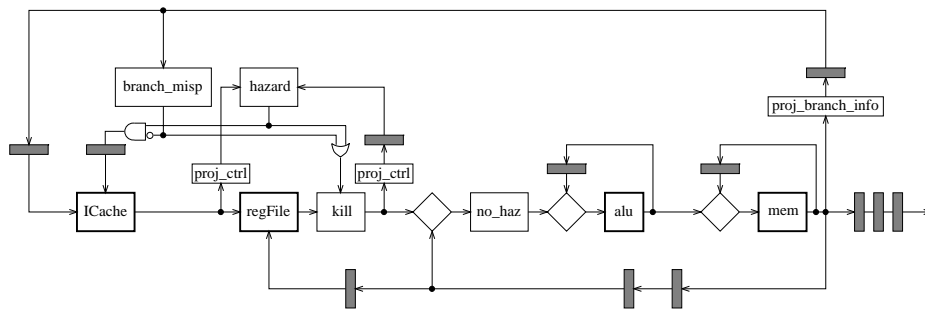 branch_misp
hazard
proj_branch_info
proj_ctrl
proj_ctrl
ICache
regFile
kill
no_haz
alu
mem